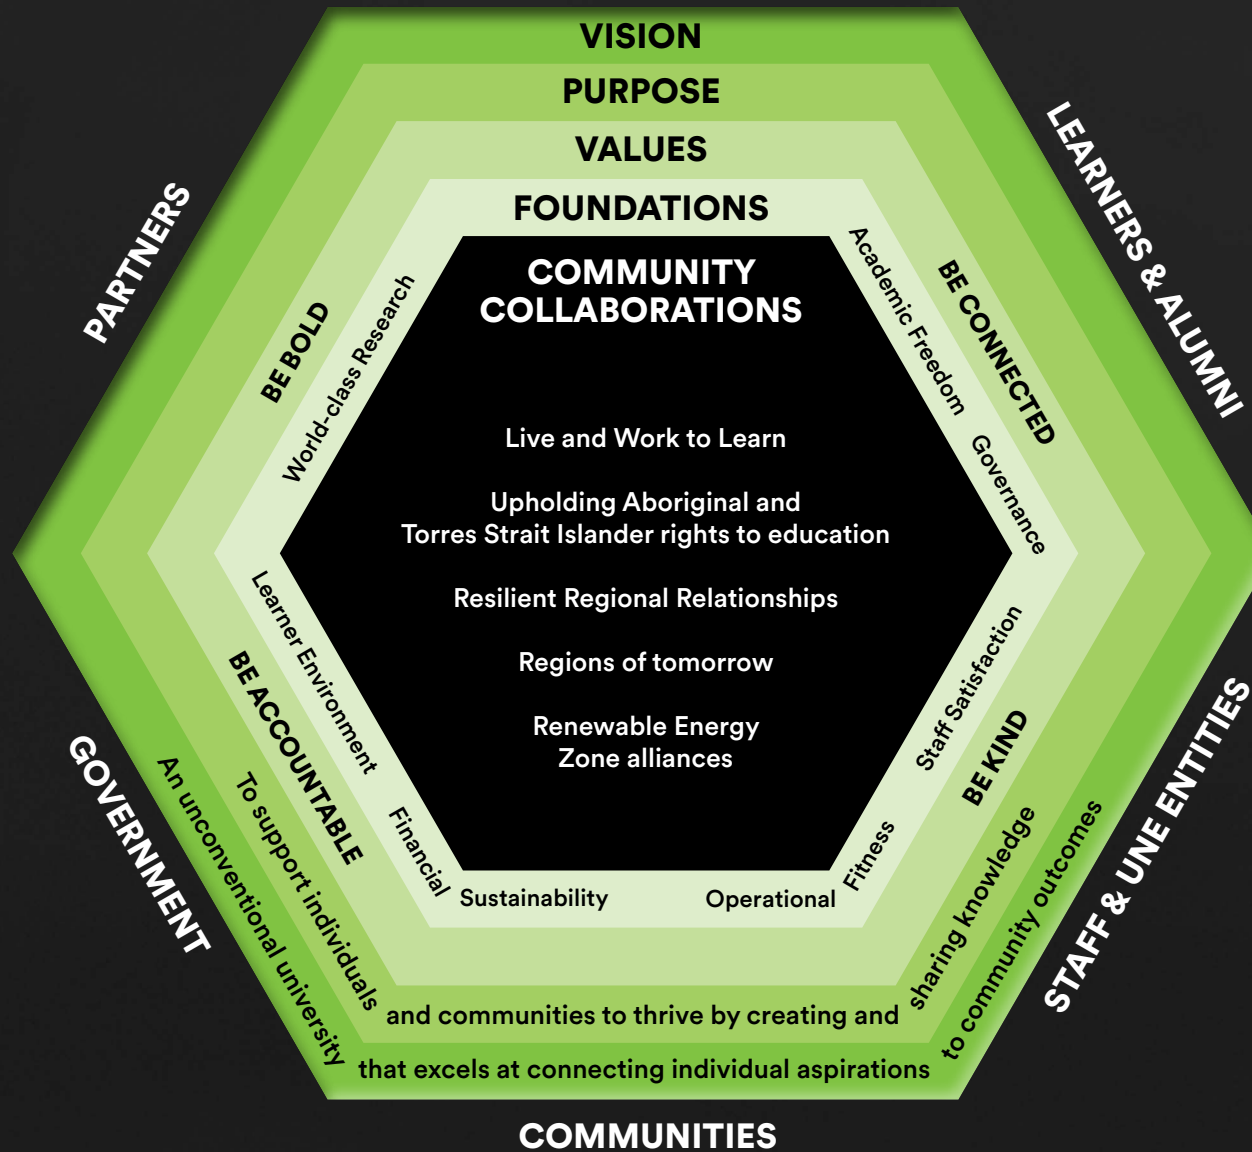 VISION
PURPOSE
VALUES
FOUNDATIONS
COMMUNITY
COLLABORATIONS
Live and Work to Learn
Upholding Aboriginal and
Torres Strait Islander rights to education
Resilient Regional Relationships
Regions of tomorrow
Renewable Energy
Zone alliances
World-class Research
Academic Freedom
Governance
Staff Satisfaction
Operational Fitness
Financial Sustainability
Learner Environment
BE BOLD
BE CONNECTED
BE KIND
BE ACCOUNTABLE
To support individuals
and communities to thrive by creating and
sharing knowledge
An unconventional university
that excels at connecting individual aspirations
to community outcomes
PARTNERS
LEARNERS & ALUMNI
STAFF & UNE ENTITIES
COMMUNITIES
GOVERNMENT